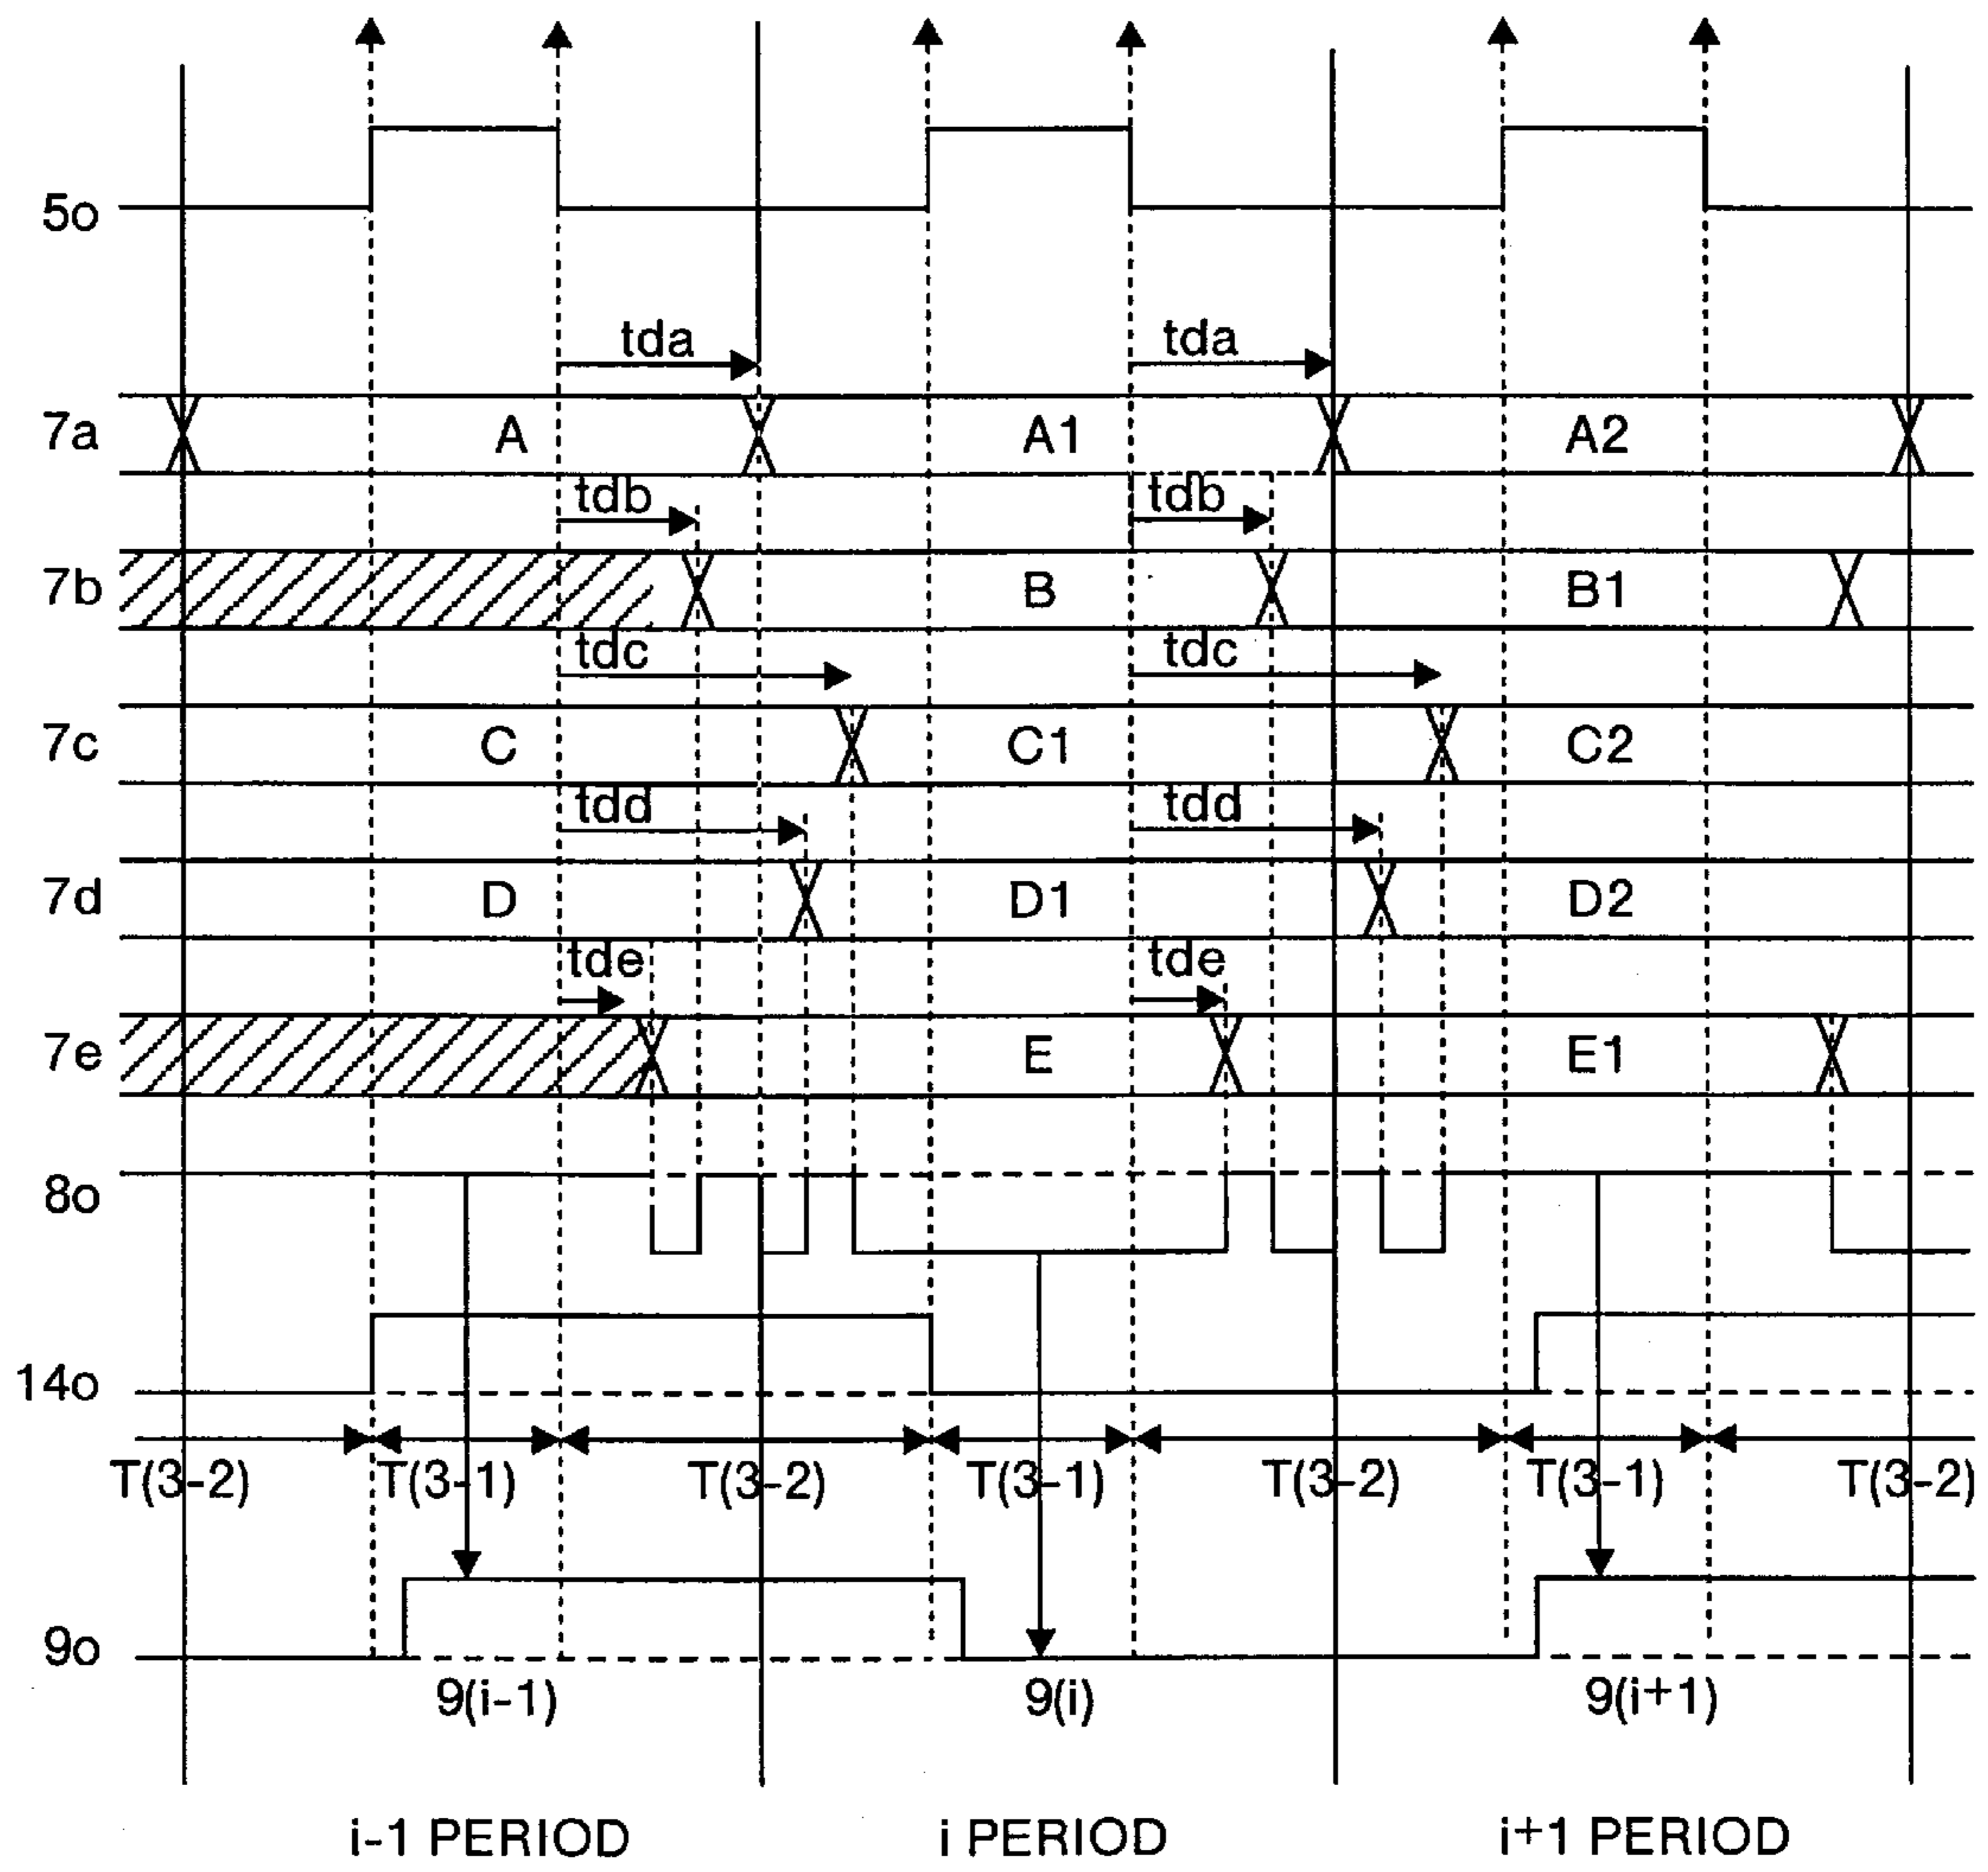 5o
tda tda
7a A A1 A2
tdb tdb
7b B B1
tdc tdc
7c C C1 C2
tdd tdd
7d D D1 D2
tde tde
7e E E1
8o
14o
T(3-2) T(3-1) T(3-2) T(3-1) T(3-2) T(3-1) T(3-2)
9o
9(i-1) 9(i) 9(i+1)
i-1 PERIOD i PERIOD i+1 PERIOD